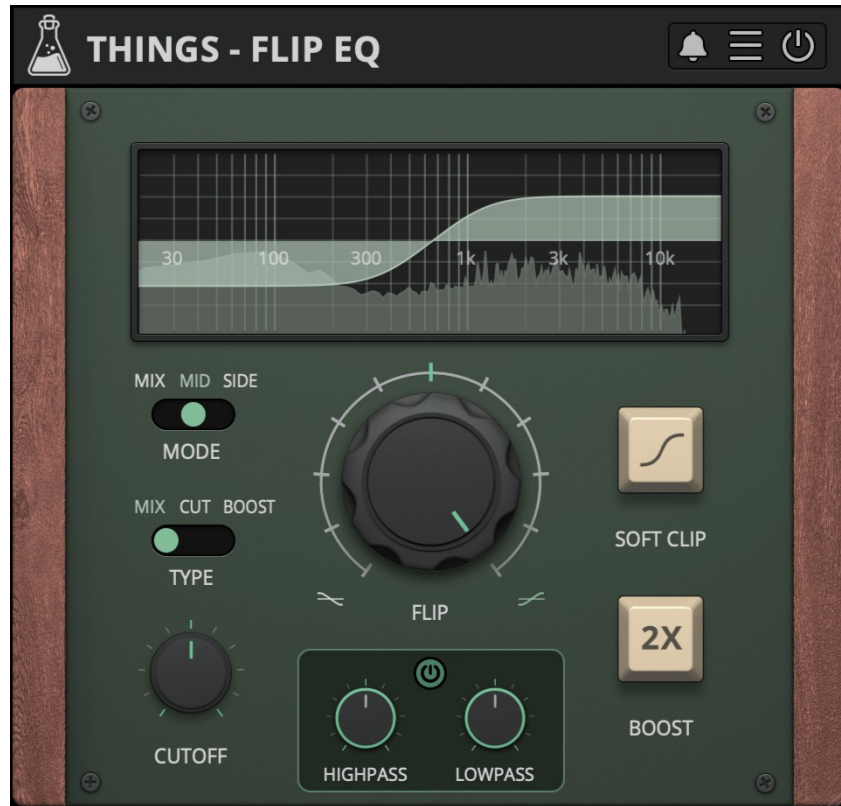 THINGS - FLIP EQ
30 100 300 1k 3k 10k
MIX MID SIDE
MODE
MIX CUT BOOST
TYPE
CUTOFF
FLIP
HIGHPASS LOWPASS
SOFT CLIP
2X
BOOST